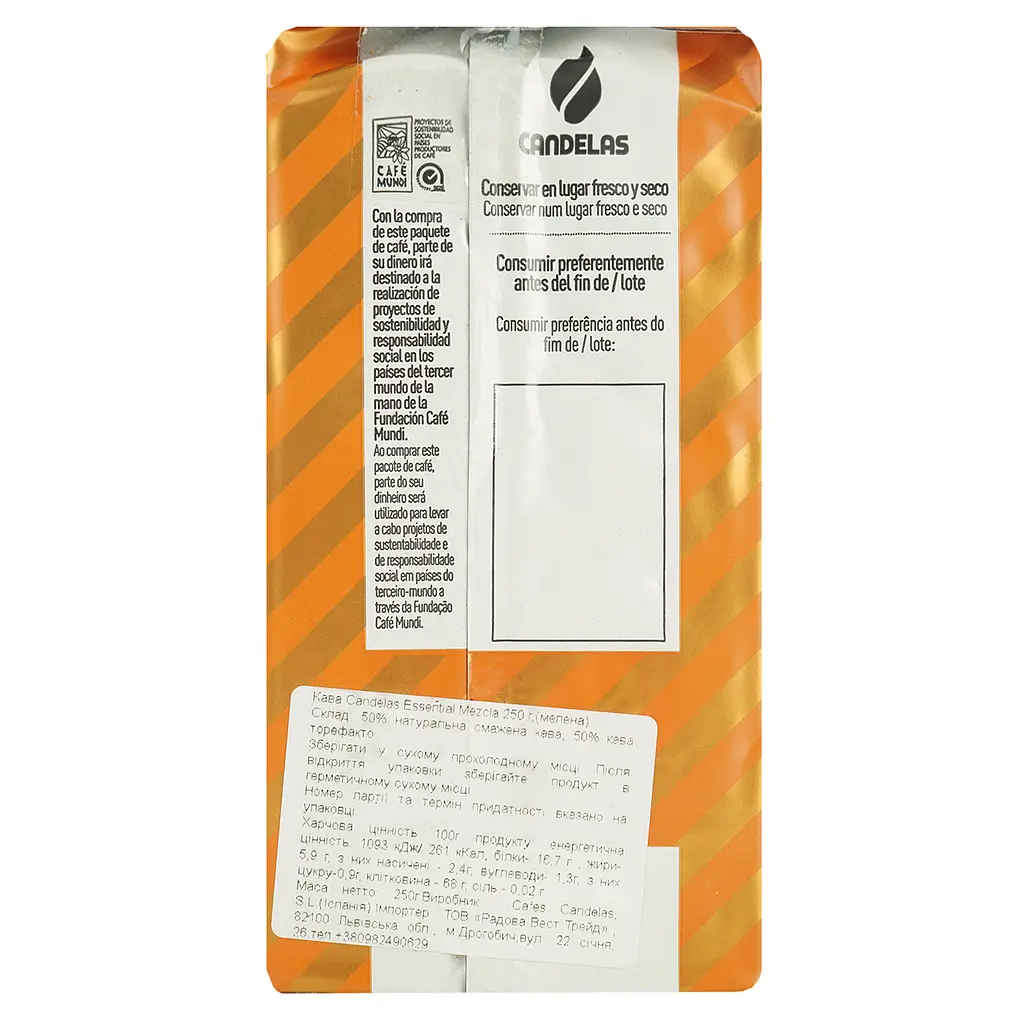 PROYECTOS DE
SOSTENIBILIDAD
SOCIAL EN
PAÍSES
PRODUCTORES
DE CAFÉ
CAFÉ
MUNDI
SGS
Con la compra
de este paquete
de café, parte de
su dinero irá
destinado a la
realización de
proyectos de
sostenibilidad y
responsabilidad
social en los
países del tercer
mundo de la
mano de la
Fundación Café
Mundi.
Ao comprar este
pacote de café,
parte do seu
dinheiro será
utilizado para levar
a cabo projetos de
sustentabilidade e
de responsabilidade
social em países do
terceiro-mundo a
través da Fundação
Café Mundi.
CANDELAS
Conservar en lugar fresco y seco
Conservar num lugar fresco e seco
Consumir preferentemente
antes del fin de / lote
Consumir preferência antes do
fim de / lote:
Кава Candelas Essential Mezcla 250 г,(мелена)
Склад: 50% натуральна смажена кава, 50% кава
торефакто
Зберігати у сухому прохолодному місці Після
відкриття упаковки зберігайте продукт в
герметичному сухому місці
Номер партії та термін придатності вказано на
упаковці
Харчова цінність 100г продукту: енергетична
цінність 1093 кДж/ 261 кКал, білки- 16,7 г , жири-
5,9 г, з них насичені - 2,4г, вуглеводи- 1,3г, з них
цукру-0,9г, клітковина - 68 г, сіль - 0,02 г
Маса нетто 250г Виробник Cafes Candelas,
S.L.(Іспанія) Імпортер ТОВ «Радова Вест Трейд» ,
82100 Львівська обл., м.Дрогобич,вул. 22 січня,
26,тел.+380982490629